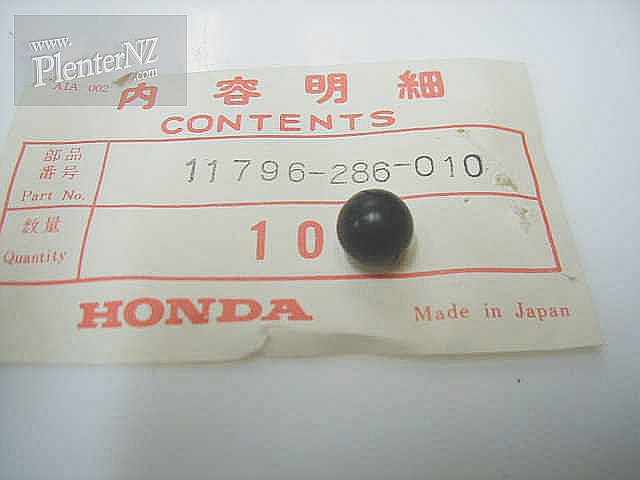 www.
PlenterNZ
.com
AIA 002
内容明細
CONTENTS
部品
番号
Part No.
11796-286-010
数量
Quantity
10
HONDA
Made in Japan